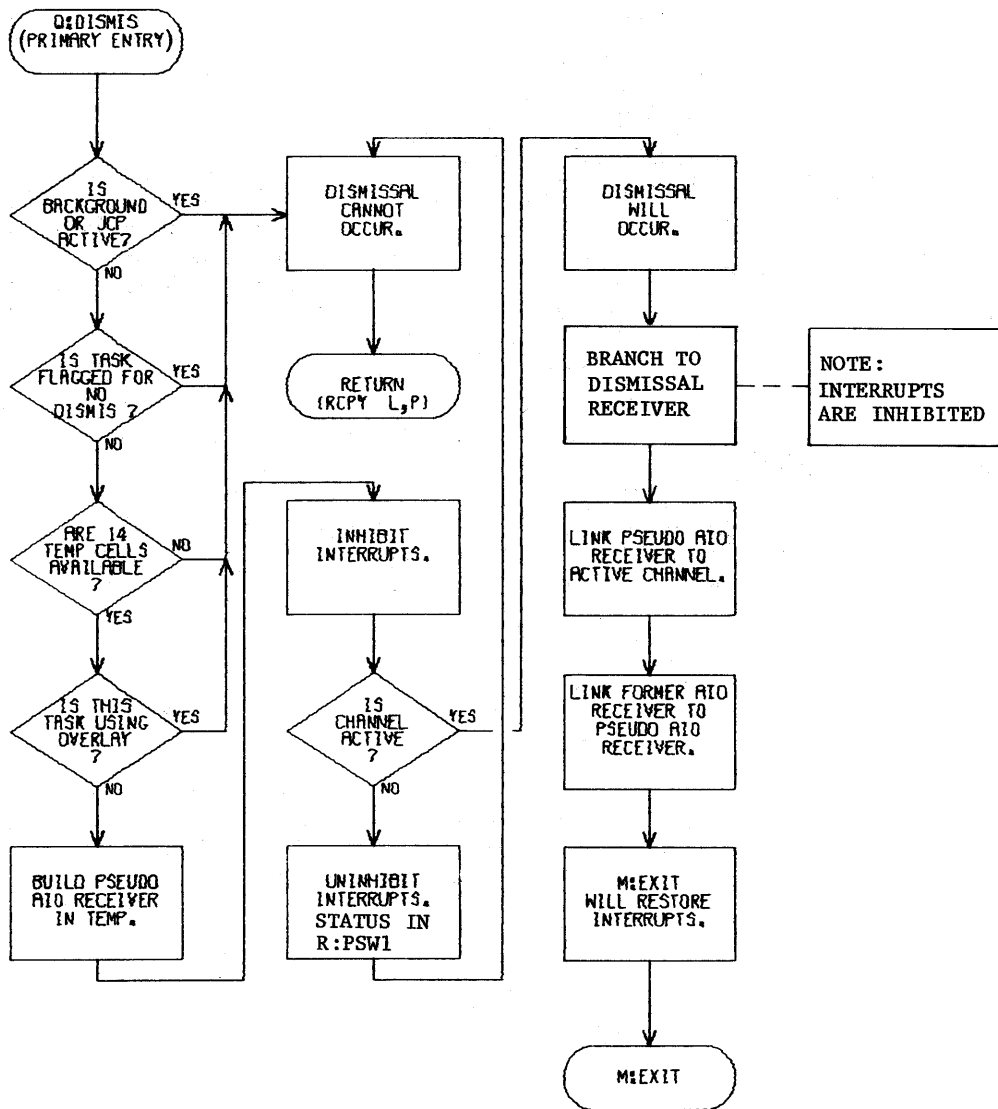 Q:DISMIS
(PRIMARY ENTRY)
IS
BACKGROUND
OR JCP
ACTIVE?
YES
NO
IS TASK
FLAGGED FOR
NO
DISMIS ?
YES
NO
ARE 14
TEMP CELLS
AVAILABLE
?
NO
YES
IS THIS
TASK USING
OVERLAY
?
YES
NO
BUILD PSEUDO
AIO RECEIVER
IN TEMP.
DISMISSAL
CANNOT
OCCUR.
RETURN
(RCPY L,P)
INHIBIT
INTERRUPTS.
IS
CHANNEL
ACTIVE
?
YES
NO
UNINHIBIT
INTERRUPTS.
STATUS IN
R:PSW1
DISMISSAL
WILL
OCCUR.
BRANCH TO
DISMISSAL
RECEIVER
NOTE:
INTERRUPTS
ARE INHIBITED
LINK PSEUDO AIO
RECEIVER TO
ACTIVE CHANNEL.
LINK FORMER AIO
RECEIVER TO
PSEUDO AIO
RECEIVER.
M:EXIT
WILL RESTORE
INTERRUPTS.
M:EXIT